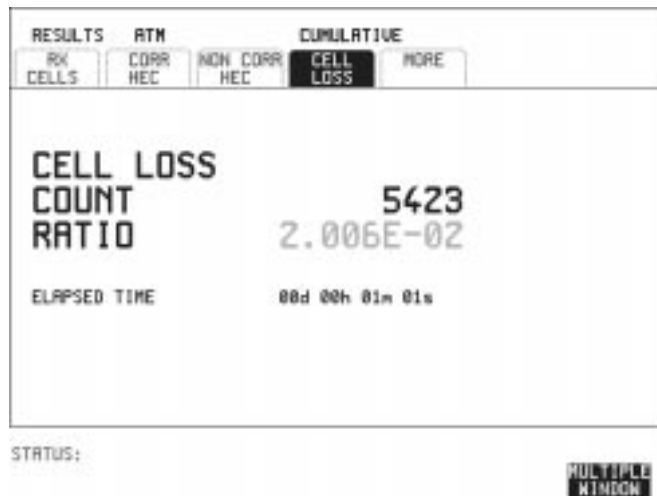 RESULTS ATM CUMULATIVE
RX CELLS
CORR HEC
NON CORR HEC
CELL LOSS
MORE
CELL LOSS
COUNT 5423
RATIO 2.006E-02
ELAPSED TIME 00d 00h 01m 01s
STATUS:
MULTIPLE
WINDOW